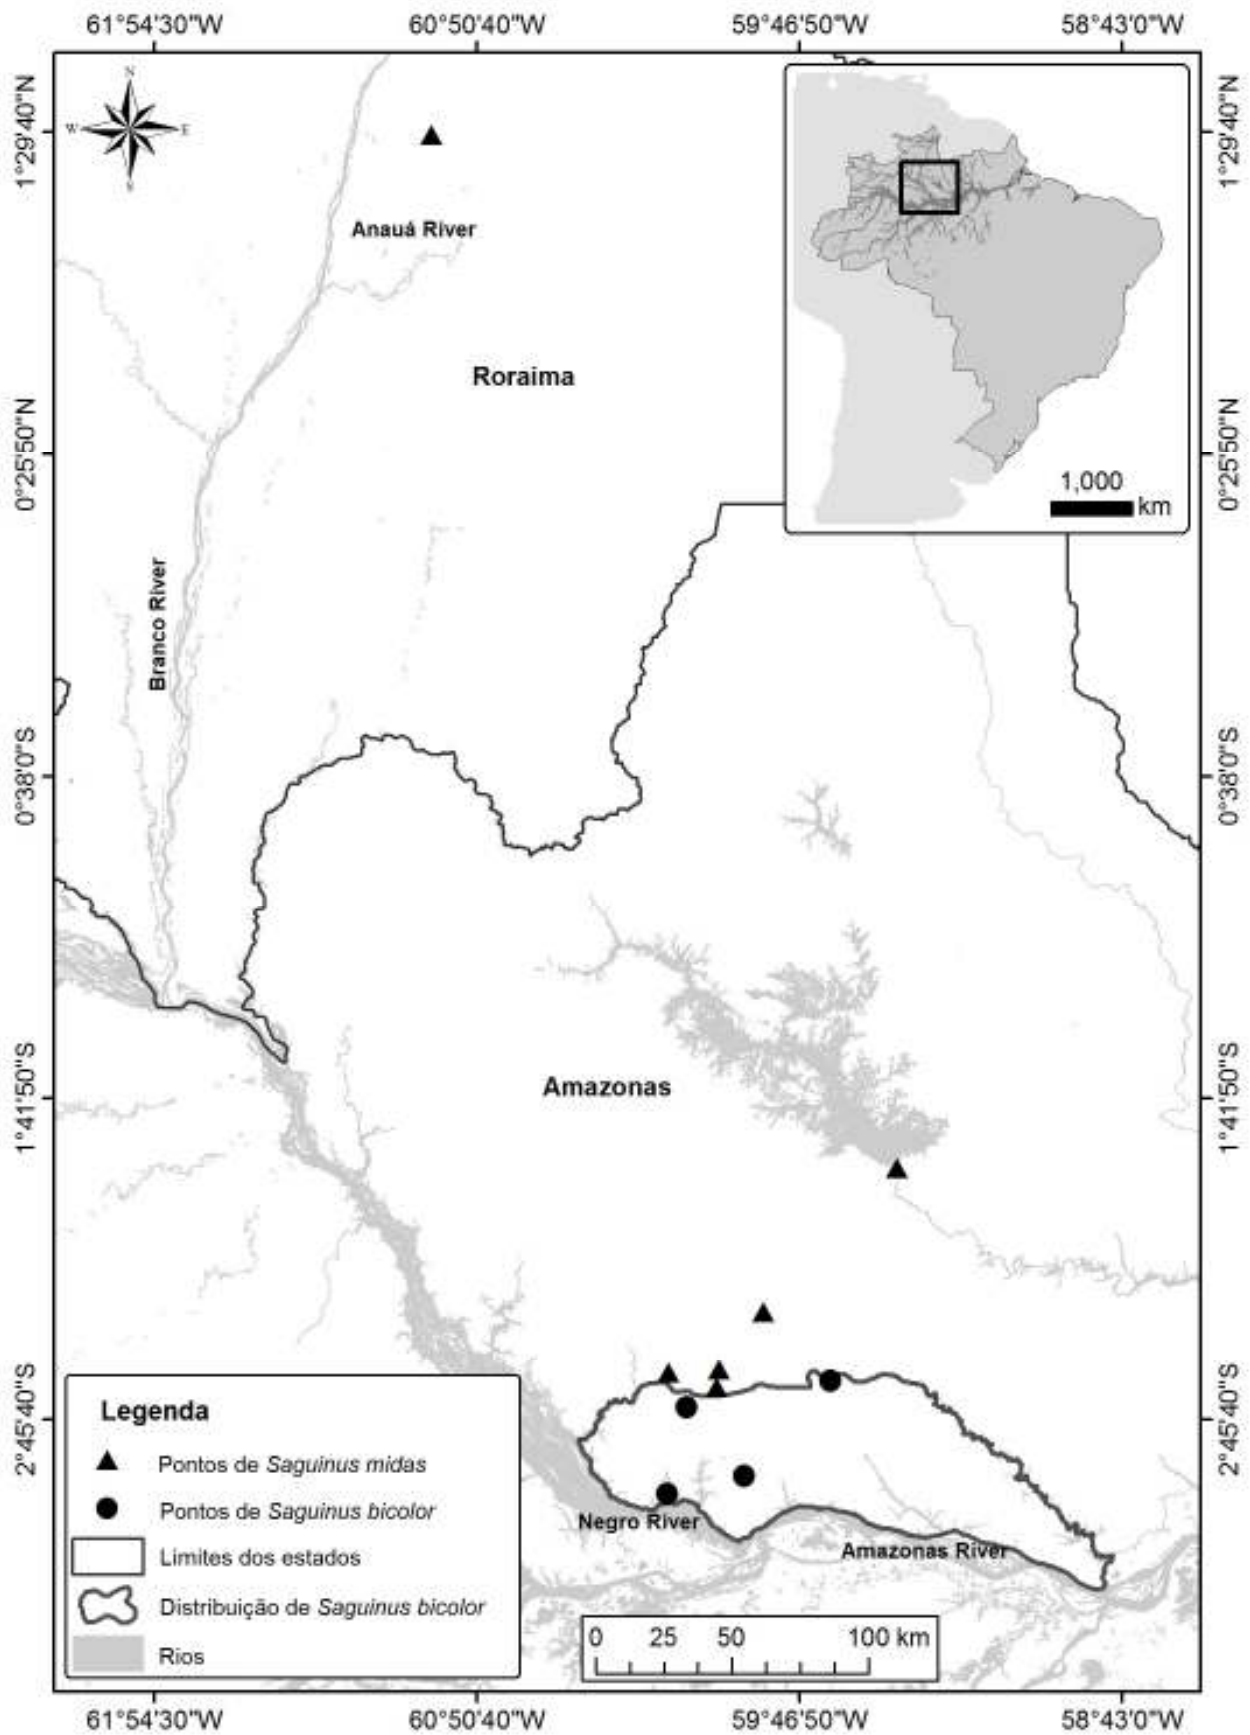 61°54'30"W 60°50'40"W 59°46'50"W 58°43'0"W
N
W E
S
1°29'40"N 1°29'40"N
Anauá River
Roraima
0°25'50"N 0°25'50"N
1,000
km
Branco River
0°38'0"S 0°38'0"S
1°41'50"S 1°41'50"S
Amazonas
2°45'40"S 2°45'40"S
Legenda
Pontos de Saguinus midas
Pontos de Saguinus bicolor
Limites dos estados
Distribuição de Saguinus bicolor
Rios
Negro River
Amazonas River
0 25 50 100 km
61°54'30"W 60°50'40"W 59°46'50"W 58°43'0"W